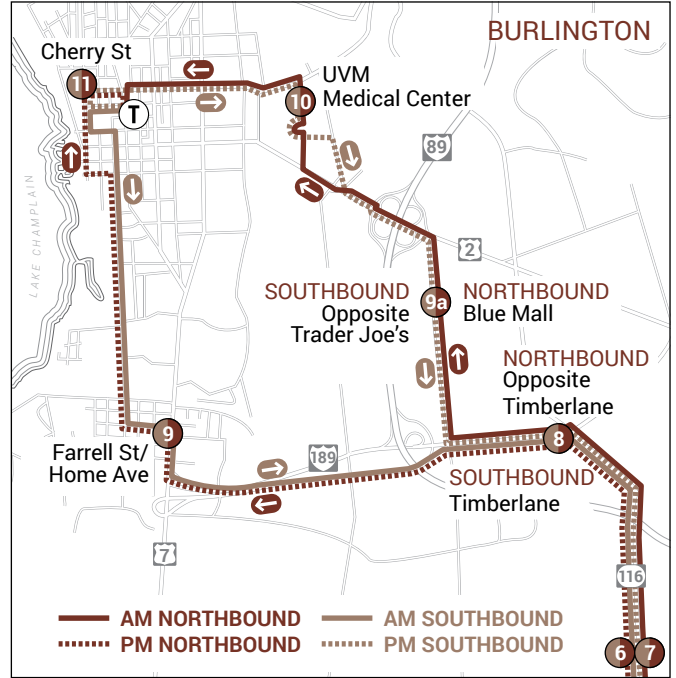 BURLINGTON
Cherry St
11
T
UVM
Medical Center
10
89
2
LAKE CHAMPLAIN
SOUTHBOUND
Opposite
Trader Joe's
9a
NORTHBOUND
Blue Mall
NORTHBOUND
Opposite
Timberlane
8
9
Farrell St/
Home Ave
189
SOUTHBOUND
Timberlane
7
116
AM NORTHBOUND
AM SOUTHBOUND
PM NORTHBOUND
PM SOUTHBOUND
6
7